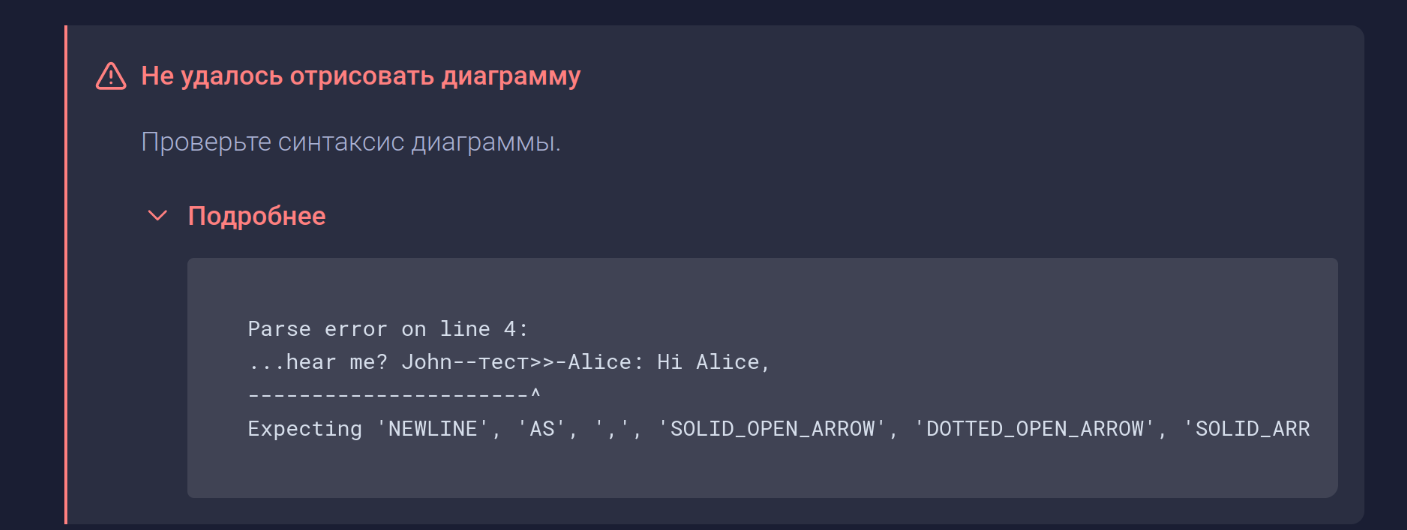 Не удалось отрисовать диаграмму
Проверьте синтаксис диаграммы.
Подробнее
Parse error on line 4:
...hear me? John--тест>>-Alice: Hi Alice,
----------------------^
Expecting 'NEWLINE', 'AS', ',', 'SOLID_OPEN_ARROW', 'DOTTED_OPEN_ARROW', 'SOLID_ARR